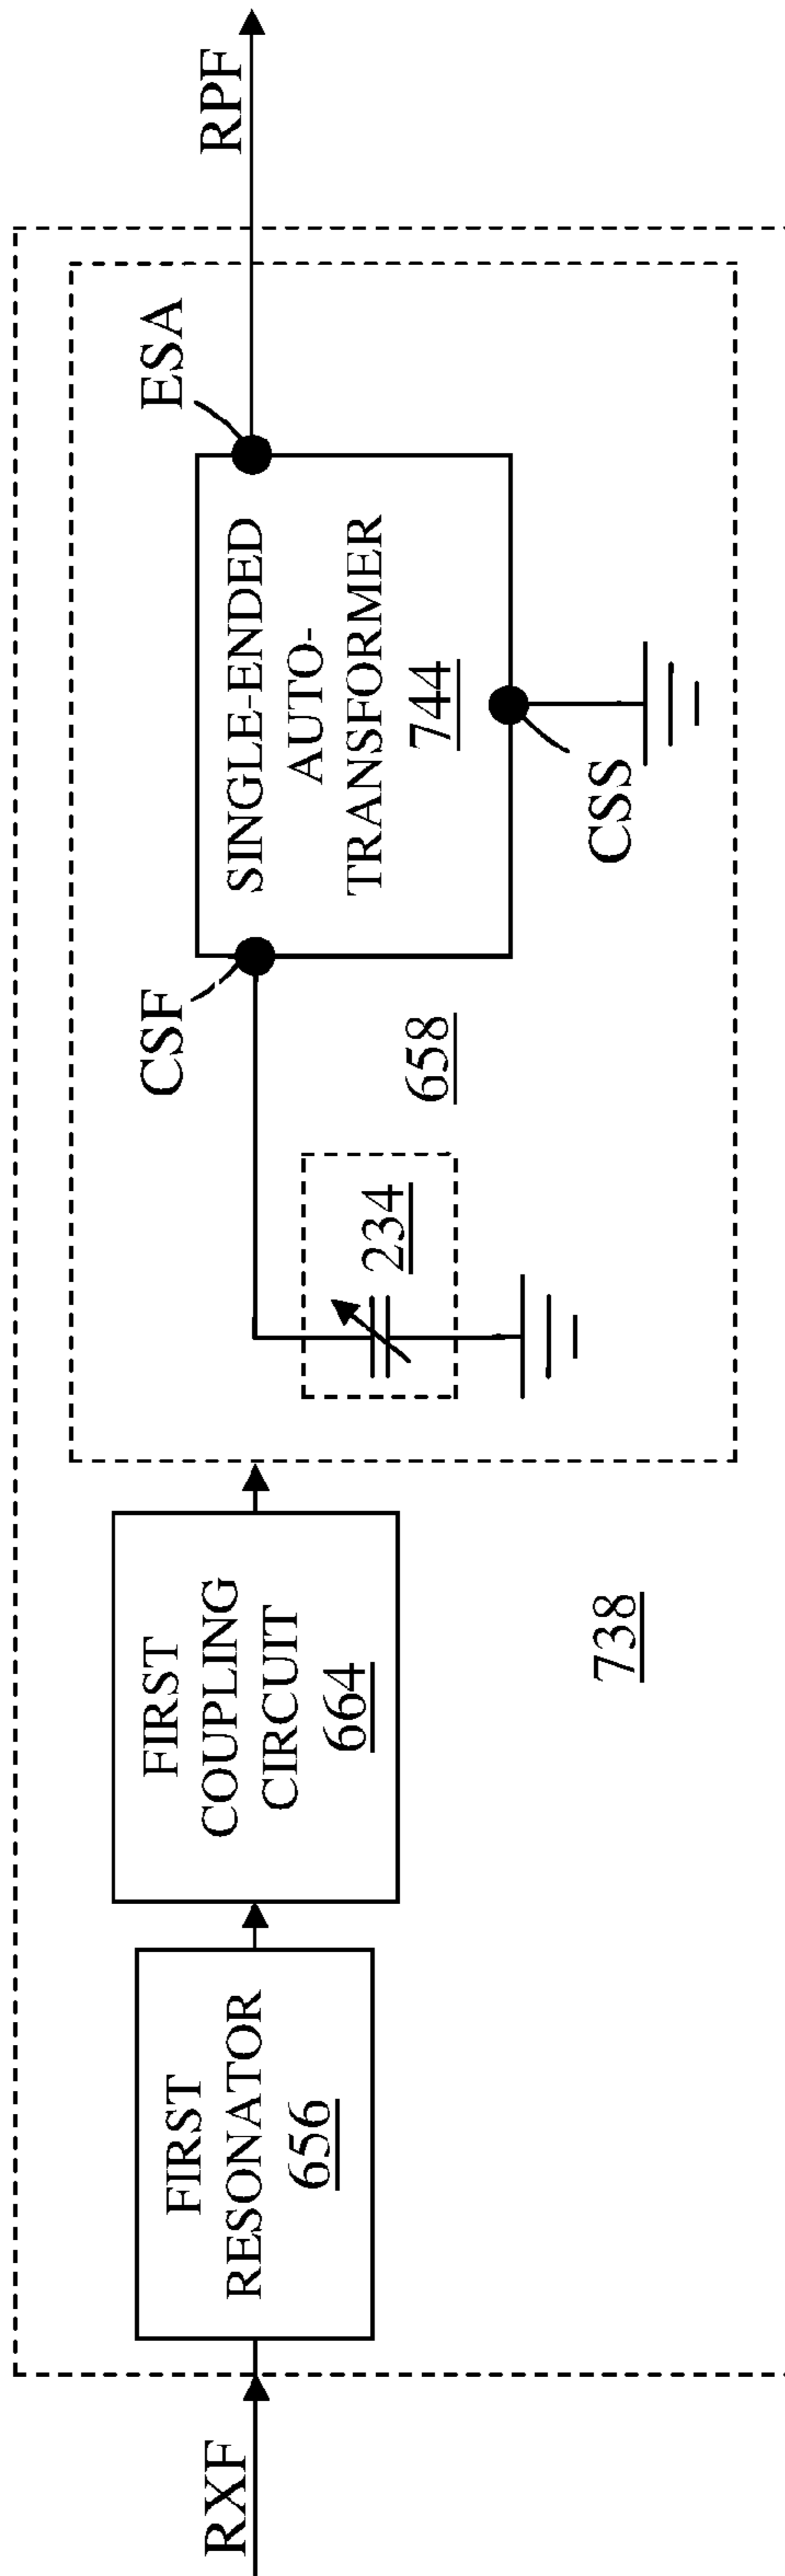 RXF
FIRST
RESONATOR
656
FIRST
COUPLING
CIRCUIT
664
738
234
658
CSF
SINGLE-ENDED
AUTO-
TRANSFORMER
744
CSS
ESA
RPF